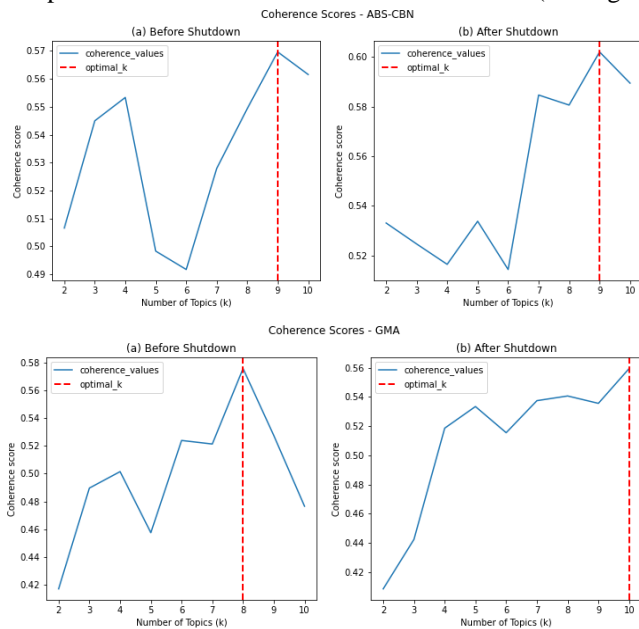 Coherence Scores - ABS-CBN
(a) Before Shutdown
coherence_values
optimal_k
Coherence score
0.57
0.56
0.55
0.54
0.53
0.52
0.51
0.50
0.49
2 3 4 5 6 7 8 9 10
Number of Topics (k)
(b) After Shutdown
coherence_values
optimal_k
Coherence score
0.60
0.58
0.56
0.54
0.52
2 3 4 5 6 7 8 9 10
Number of Topics (k)
Coherence Scores - GMA
(a) Before Shutdown
coherence_values
optimal_k
Coherence score
0.58
0.56
0.54
0.52
0.50
0.48
0.46
0.44
0.42
2 3 4 5 6 7 8 9 10
Number of Topics (k)
(b) After Shutdown
coherence_values
optimal_k
Coherence score
0.56
0.54
0.52
0.50
0.48
0.46
0.44
0.42
2 3 4 5 6 7 8 9 10
Number of Topics (k)